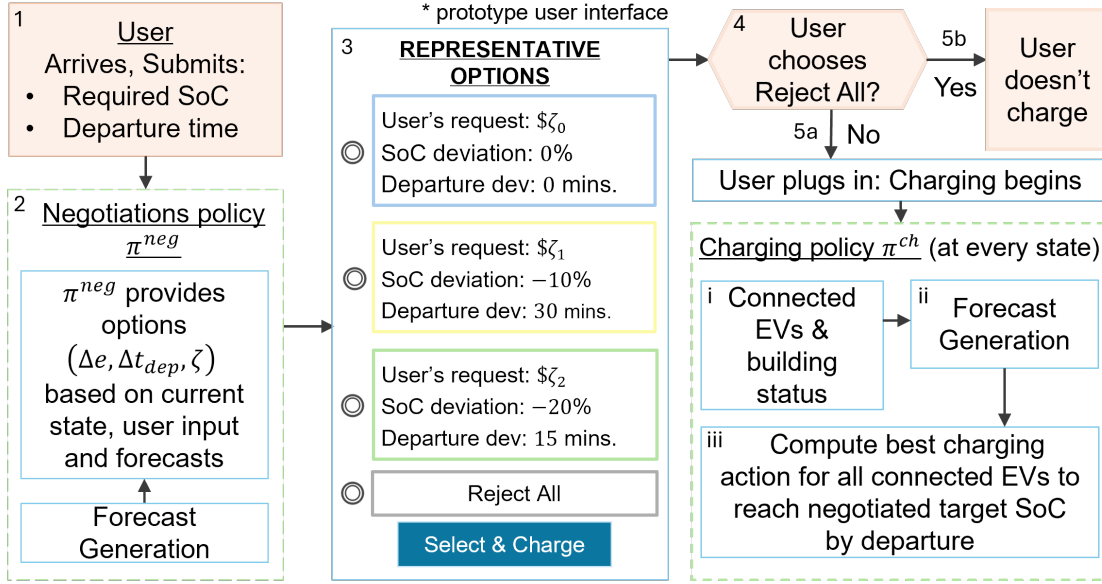 1
User
Arrives, Submits:
• Required SoC
• Departure time
2
Negotiations policy
π^{neg}
π^{neg} provides
options
(Δe, Δt_{dep}, ζ)
based on current
state, user input
and forecasts
Forecast
Generation
* prototype user interface
3
REPRESENTATIVE
OPTIONS
User's request: $ζ_0
SoC deviation: 0%
Departure dev: 0 mins.
User's request: $ζ_1
SoC deviation: −10%
Departure dev: 30 mins.
User's request: $ζ_2
SoC deviation: −20%
Departure dev: 15 mins.
Reject All
Select & Charge
4
User
chooses
Reject All?
5b
Yes
User
doesn't
charge
5a
No
User plugs in: Charging begins
Charging policy π^{ch} (at every state)
i
Connected
EVs &
building
status
ii
Forecast
Generation
iii
Compute best charging
action for all connected EVs to
reach negotiated target SoC
by departure